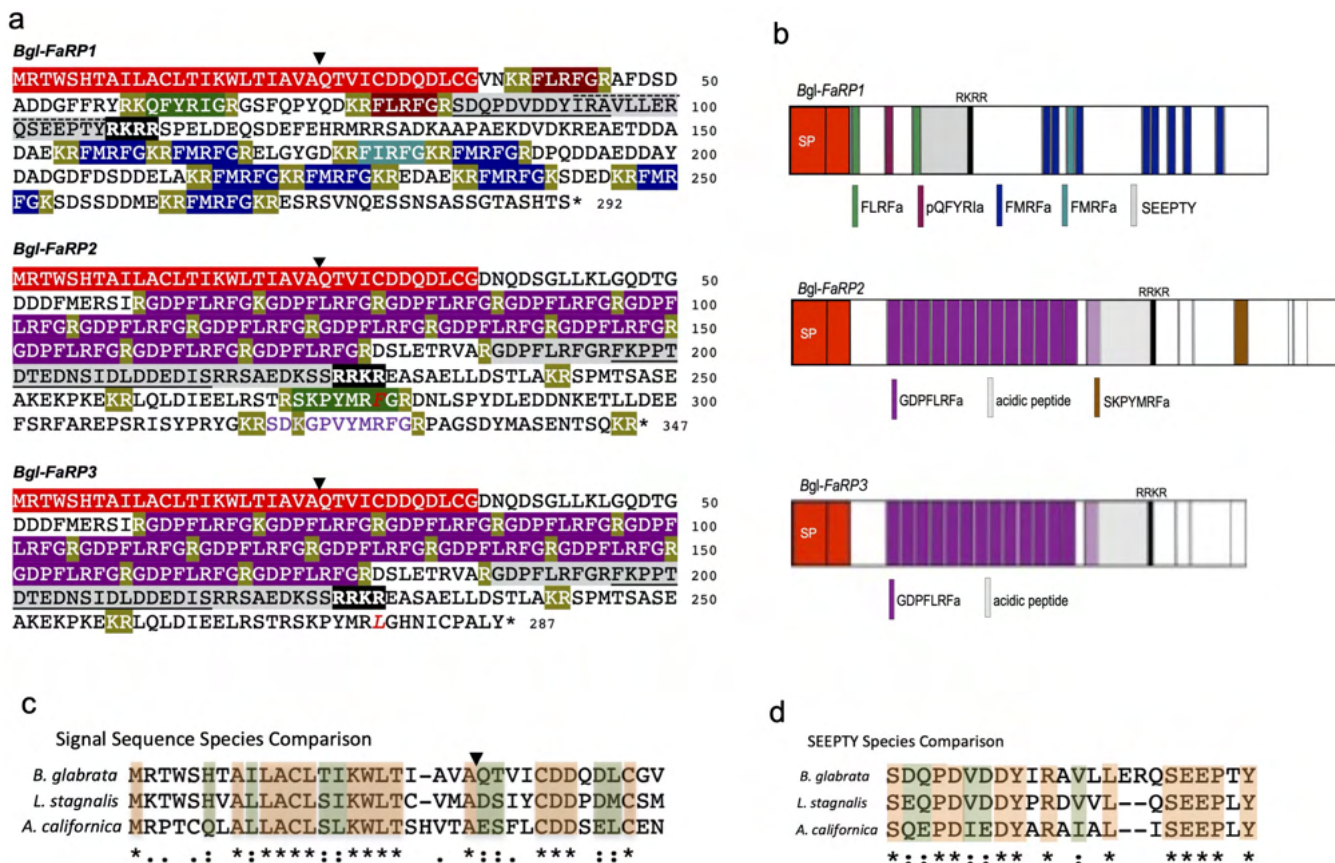 a
Bgl-FaRP1
MRTWSHTAILACLTIKWLTIAVAQTVICDDQDLCGVNKRFLRFGRAFDSD 50
ADDGFFRYRKQFYRIGRGSFQPYQDKRFLRFGRSDQPDVDDYIRAVLLER 100
QSEEPTYRKRRSPELDEQSDEFEHRMRRSADKAAPAEKDVDKREAETDDA 150
DAEKRFMRFGKRFMRFGRELGYGDKRFIRFGKRFMRFGRDPQDDAEDDAY 200
DADGDFDSDDELAKRFMRFGKRFMRFGKREDAEKRFMRFGKSDEDKRFMR 250
FGKSDSSDDMEKRFMRFGKRESRSVNQESSNSASSGTASHTS* 292
Bgl-FaRP2
MRTWSHTAILACLTIKWLTIAVAQTVICDDQDLCGDNQDSGLLKLGQDTG 50
DDDFMERSIRGDPFLRFGKGDPFLRFGRGDPFLRFGRGDPFLRFGRGDPF 100
LRFGRGDPFLRFGRGDPFLRFGRGDPFLRFGRGDPFLRFGRGDPFLRFGR 150
GDPFLRFGRGDPFLRFGRGDPFLRFGRDSLETRVARGDPFLRFGRFKPPT 200
DTEDNSIDLDDEDISRRSAEDKSSRRKREASAELLDSTLAKRSPMTSASE 250
AKEKPKEKRLQLDIEELRSTRSKPYMRFGRDNLSPYDLEDDNKETLLDEE 300
FSRFAREPSRISYPRYGKRSDKGPVYMRFGRPAGSDYMASENTSQKR* 347
Bgl-FaRP3
MRTWSHTAILACLTIKWLTIAVAQTVICDDQDLCGDNQDSGLLKLGQDTG 50
DDDFMERSIRGDPFLRFGKGDPFLRFGRGDPFLRFGRGDPFLRFGRGDPF 100
LRFGRGDPFLRFGRGDPFLRFGRGDPFLRFGRGDPFLRFGRGDPFLRFGR 150
GDPFLRFGRGDPFLRFGRGDPFLRFGRDSLETRVARGDPFLRFGRFKPPT 200
DTEDNSIDLDDEDISRRSAEDKSSRRKREASAELLDSTLAKRSPMTSASE 250
AKEKPKEKRLQLDIEELRSTRSKPYMRLGHNICPALY* 287
b
Bgl-FaRP1
RKRR
SP
FLRFa pQFYRIa FMRFa FMRFa SEEPTY
Bgl-FaRP2
RRKR
SP
GDPFLRFa acidic peptide SKPYMRFa
Bgl-FaRP3
RRKR
SP
GDPFLRFa acidic peptide
c
Signal Sequence Species Comparison
B. glabrata MRTWSHTAILACLTIKWLTI-AVAQTVICDDQDLCGV
L. stagnalis MKTWSHVALLACLSIKWLTC-VMADSIYCDDPDMCSM
A. californica MRPTCQLALLACLSLKWLTSHVTAESFLCDDSELCEN
*.. .: *:****::**** . *::. *** ::*
d
SEEPTY Species Comparison
B. glabrata SDQPDVDDYIRAVLLERQSEEPTY
L. stagnalis SEQPDVDDYPRDVVL--QSEEPLY
A. californica SQEPDIEDYARAIAL--ISEEPLY
*::**::** * : * **** *